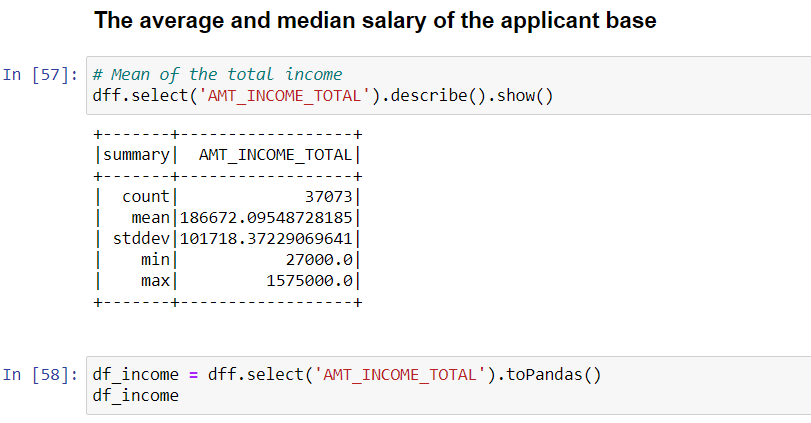 The average and median salary of the applicant base
In [57]: # Mean of the total income
dff.select('AMT_INCOME_TOTAL').describe().show()
+-------+------------------+
|summary|  AMT_INCOME_TOTAL|
+-------+------------------+
|  count|             37073|
|   mean|186672.09548728185|
| stddev|101718.37229069641|
|    min|           27000.0|
|    max|         1575000.0|
+-------+------------------+
In [58]: df_income = dff.select('AMT_INCOME_TOTAL').toPandas()
df_income